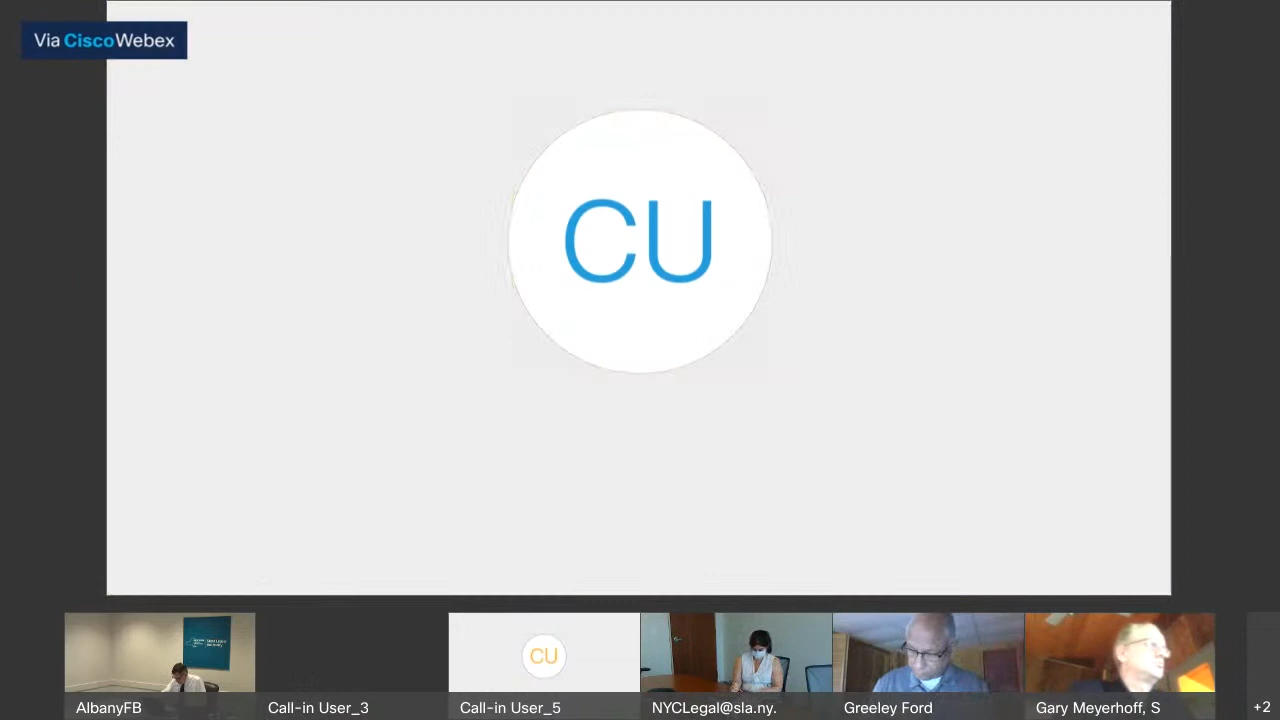 Via CiscoWebex
CU
CU
AlbanyFB
Call-in User_3
Call-in User_5
NYCLegal@sla.ny.
Greeley Ford
Gary Meyerhoff, S
+2